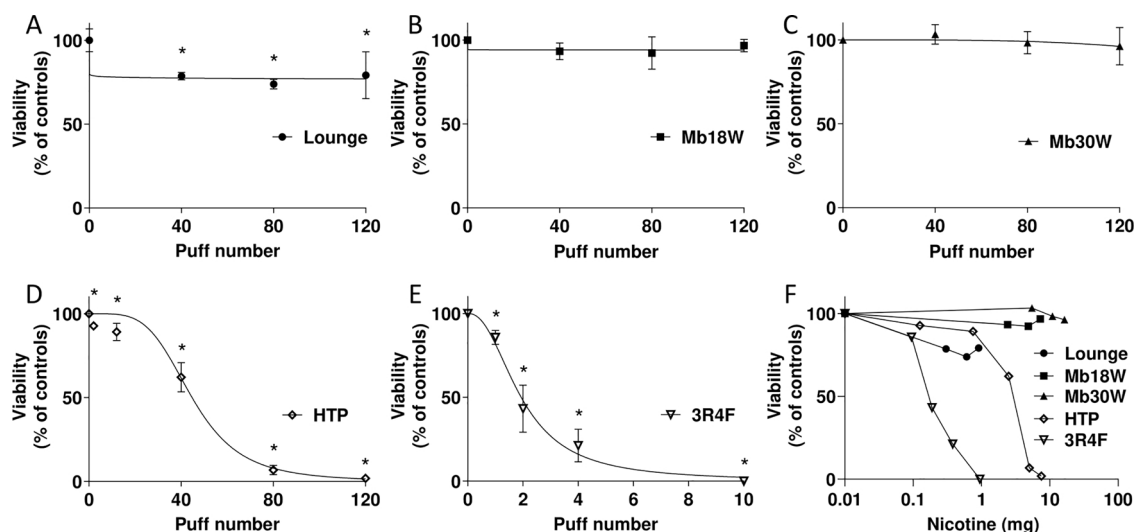 A
Viability
(% of controls)
100
50
0
*
*
*
Lounge
0 40 80 120
Puff number
B
Viability
(% of controls)
100
50
0
Mb18W
0 40 80 120
Puff number
C
Viability
(% of controls)
100
50
0
Mb30W
0 40 80 120
Puff number
D
Viability
(% of controls)
100
50
0
* *
*
*
*
HTP
0 40 80 120
Puff number
E
Viability
(% of controls)
100
50
0
*
*
*
*
3R4F
0 2 4 6 8 10
Puff number
F
Viability
(% of controls)
100
50
0
Lounge
Mb18W
Mb30W
HTP
3R4F
0.01 0.1 1 10 100
Nicotine (mg)